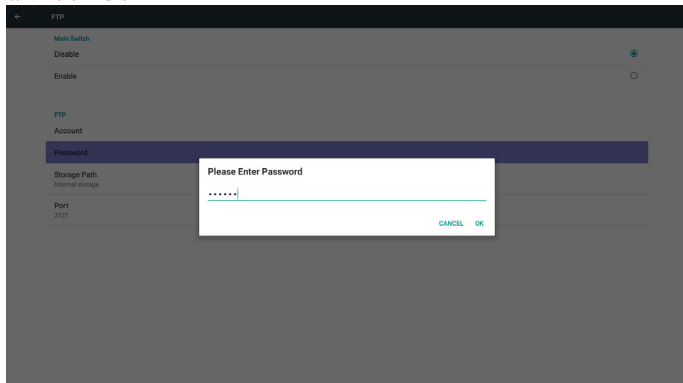 ← FTP
Main Switch
Disable
Enable
FTP
Account
Password
Storage Path
Internal storage
Port
2121
Please Enter Password
••••••
CANCEL OK